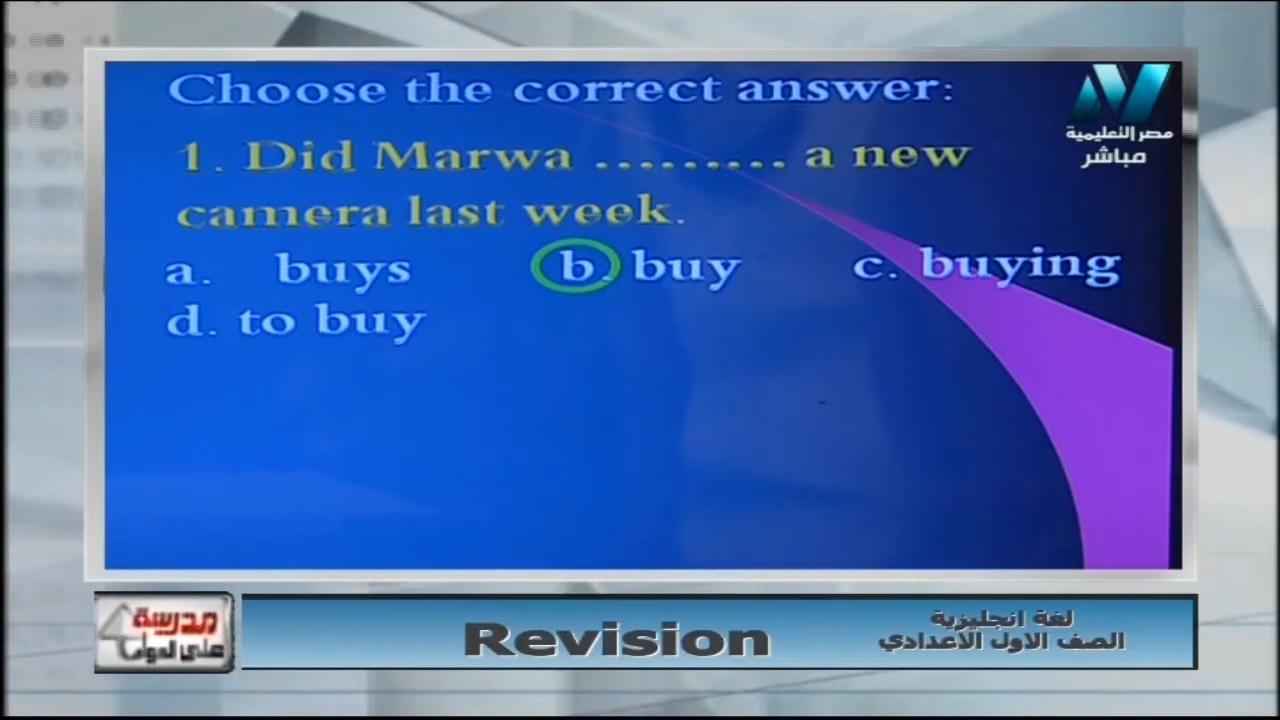 Choose the correct answer:
1. Did Marwa ......... a new
camera last week.
a. buys b. buy c. buying
d. to buy
مصر التعليمية
مباشر
مدرسة
على الهواء
Revision
لغة انجليزية
الصف الاول الاعدادي